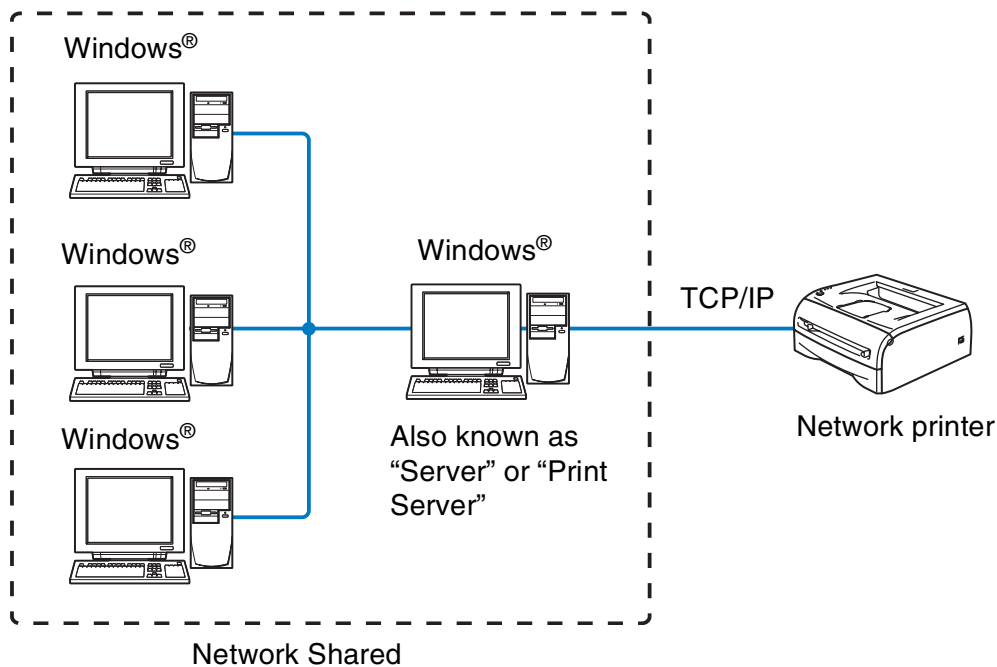 Windows®
Windows®
Windows®
TCP/IP
Also known as
“Server” or “Print
Server”
Network printer
Windows®
Network Shared